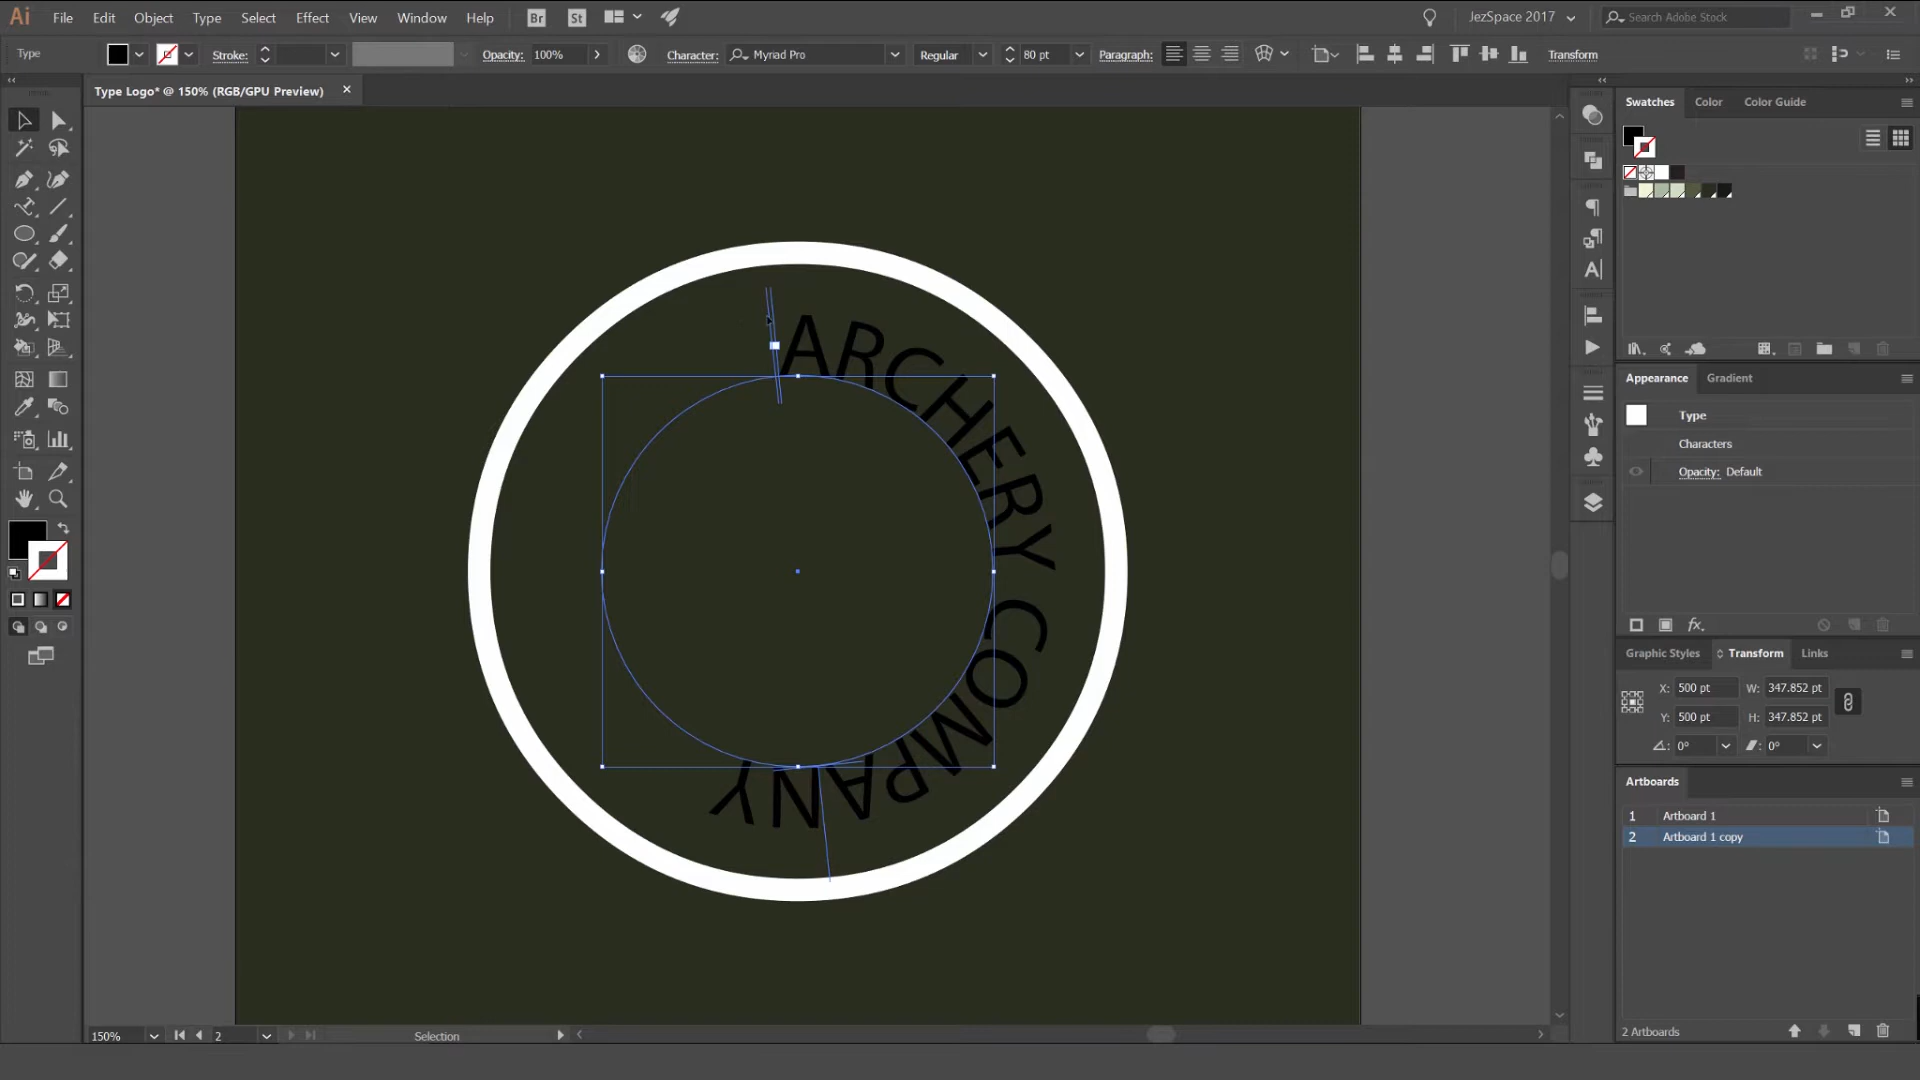 Ai File Edit Object Type Select Effect View Window Help Br St JezSpace 2017 Search Adobe Stock
Type Stroke: Opacity: 100% Character: Myriad Pro Regular 80 pt Paragraph: Transform
Type Logo* @ 150% (RGB/GPU Preview)
Swatches Color Color Guide
ARCHERY COMPANY
Appearance Gradient
Type
Characters
Opacity: Default
fx
Graphic Styles Transform Links
X: 500 pt W: 347.852 pt
Y: 500 pt H: 347.852 pt
0° 0°
Artboards
1 Artboard 1
2 Artboard 1 copy
2 Artboards
150% 2 Selection